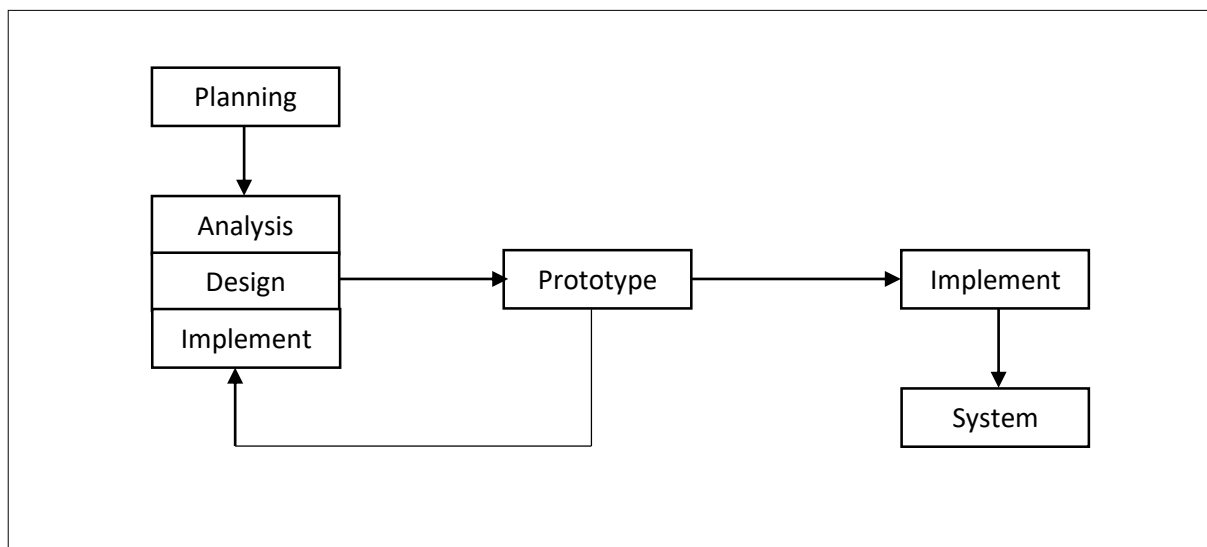 Planning
Analysis
Design
Implement
Prototype
Implement
System